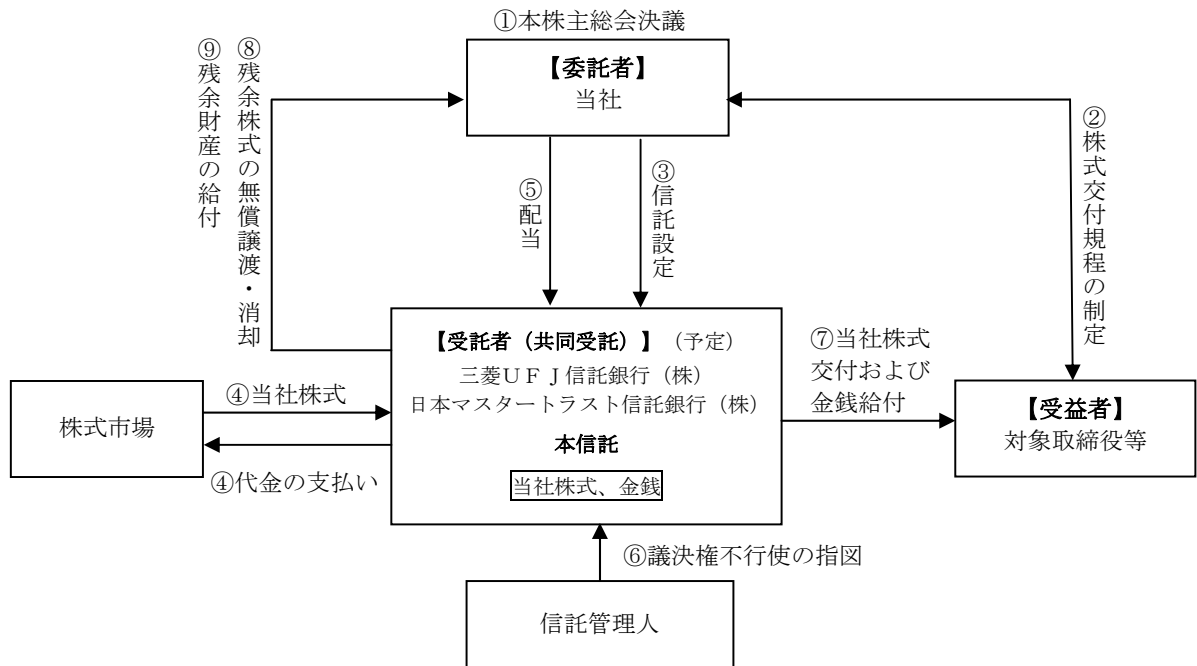 ①本株主総会決議
【委託者】
当社
⑨残余財産の給付
⑧残余株式の無償譲渡・消却
⑤配当
③信託設定
②株式交付規程の制定
【受託者（共同受託）】（予定）
三菱ＵＦＪ信託銀行（株）
日本マスタートラスト信託銀行（株）
本信託
当社株式、金銭
株式市場
④当社株式
④代金の支払い
⑦当社株式
交付および
金銭給付
【受益者】
対象取締役等
⑥議決権不行使の指図
信託管理人